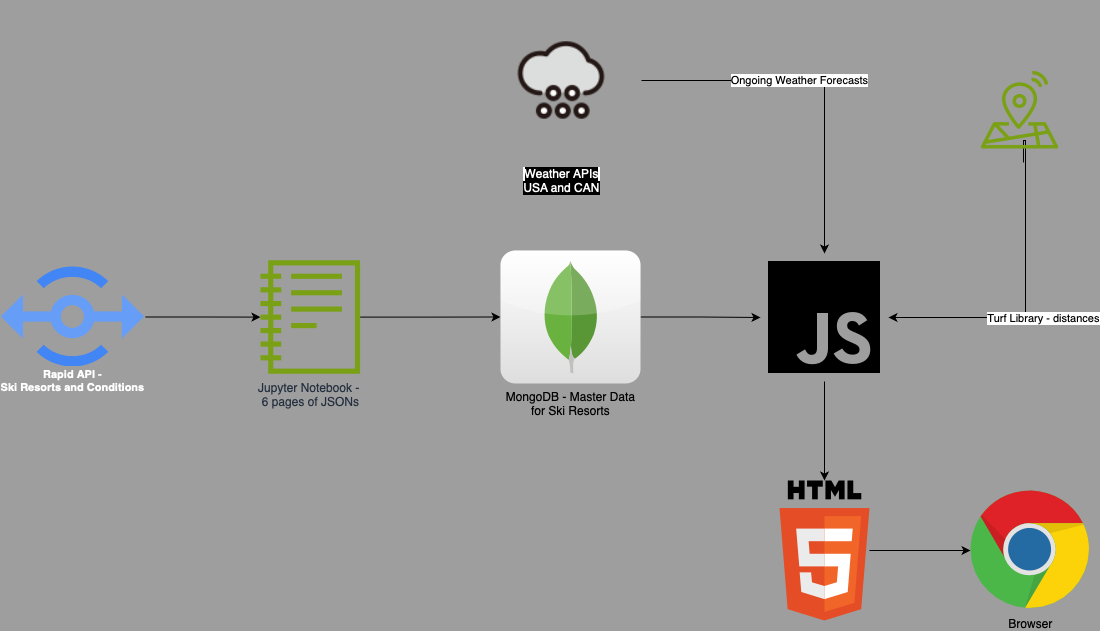 Ongoing Weather Forecasts
Weather APIs
USA and CAN
JS
Turf Library - distances
Rapid API -
Ski Resorts and Conditions
Jupyter Notebook -
6 pages of JSONs
MongoDB - Master Data
for Ski Resorts
HTML
5
Browser